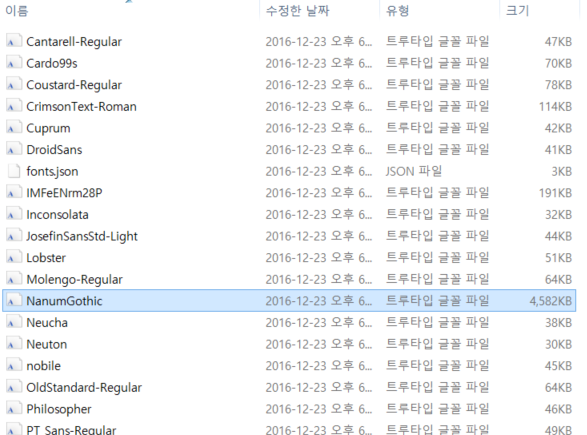 이름 수정한 날짜 유형 크기
Cantarell-Regular 2016-12-23 오후 6... 트루타입 글꼴 파일 47KB
Cardo99s 2016-12-23 오후 6... 트루타입 글꼴 파일 70KB
Coustard-Regular 2016-12-23 오후 6... 트루타입 글꼴 파일 78KB
CrimsonText-Roman 2016-12-23 오후 6... 트루타입 글꼴 파일 114KB
Cuprum 2016-12-23 오후 6... 트루타입 글꼴 파일 42KB
DroidSans 2016-12-23 오후 6... 트루타입 글꼴 파일 41KB
fonts.json 2016-12-23 오후 6... JSON 파일 3KB
IMFeENrm28P 2016-12-23 오후 6... 트루타입 글꼴 파일 191KB
Inconsolata 2016-12-23 오후 6... 트루타입 글꼴 파일 32KB
JosefinSansStd-Light 2016-12-23 오후 6... 트루타입 글꼴 파일 44KB
Lobster 2016-12-23 오후 6... 트루타입 글꼴 파일 51KB
Molengo-Regular 2016-12-23 오후 6... 트루타입 글꼴 파일 64KB
NanumGothic 2016-12-23 오후 6... 트루타입 글꼴 파일 4,582KB
Neucha 2016-12-23 오후 6... 트루타입 글꼴 파일 38KB
Neuton 2016-12-23 오후 6... 트루타입 글꼴 파일 30KB
nobile 2016-12-23 오후 6... 트루타입 글꼴 파일 45KB
OldStandard-Regular 2016-12-23 오후 6... 트루타입 글꼴 파일 64KB
Philosopher 2016-12-23 오후 6... 트루타입 글꼴 파일 46KB
PT_Sans-Regular 2016-12-23 오후 6... 트루타입 글꼴 파일 49KB